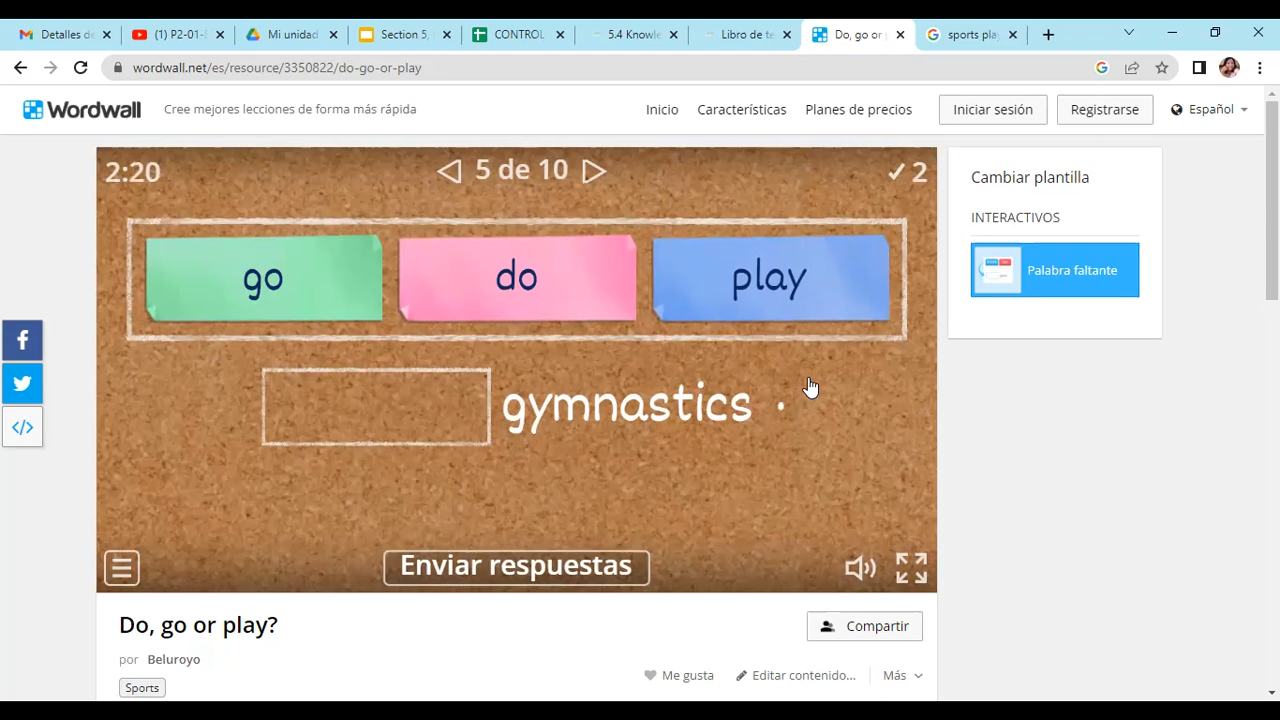 Detalles de
(1) P2-01-
Mi unidad
Section 5,
CONTROL
5.4 Knowle
Libro de te
Do, go or
sports pla
wordwall.net/es/resource/3350822/do-go-or-play
Wordwall
Cree mejores lecciones de forma más rápida
Inicio
Características
Planes de precios
Iniciar sesión
Registrarse
Español
2:20
5 de 10
2
go
do
play
gymnastics .
Enviar respuestas
Cambiar plantilla
INTERACTIVOS
Palabra faltante
Do, go or play?
Compartir
por Beluroyo
Me gusta
Editar contenido...
Más
Sports